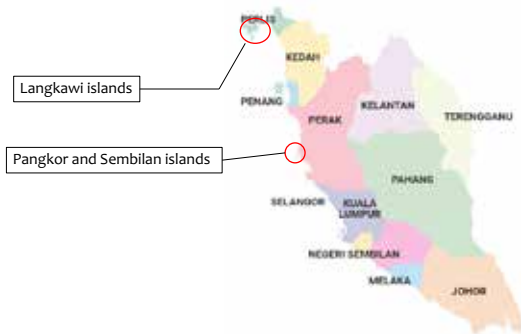 PERLIS
KEDAH
Langkawi islands
PENANG
KELANTAN
PERAK
TERENGGANU
Pangkor and Sembilan islands
PAHANG
SELANGOR
KUALA
LUMPUR
NEGERI SEMBILAN
MELAKA
JOHOR